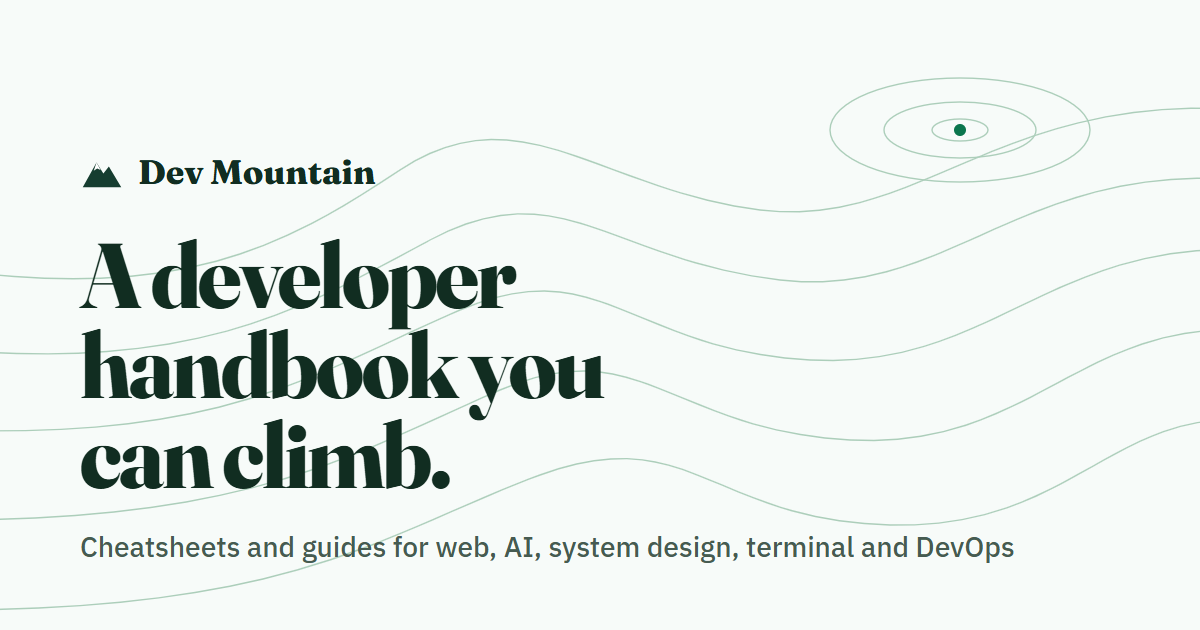 Dev Mountain
A developer
handbook you
can climb.
Cheatsheets and guides for web, AI, system design, terminal and DevOps